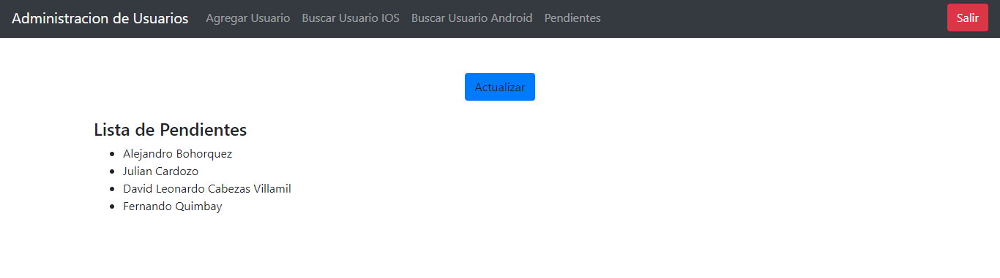 Administracion de Usuarios Agregar Usuario Buscar Usuario IOS Buscar Usuario Android Pendientes Salir
Actualizar
Lista de Pendientes
Alejandro Bohorquez
Julian Cardozo
David Leonardo Cabezas Villamil
Fernando Quimbay